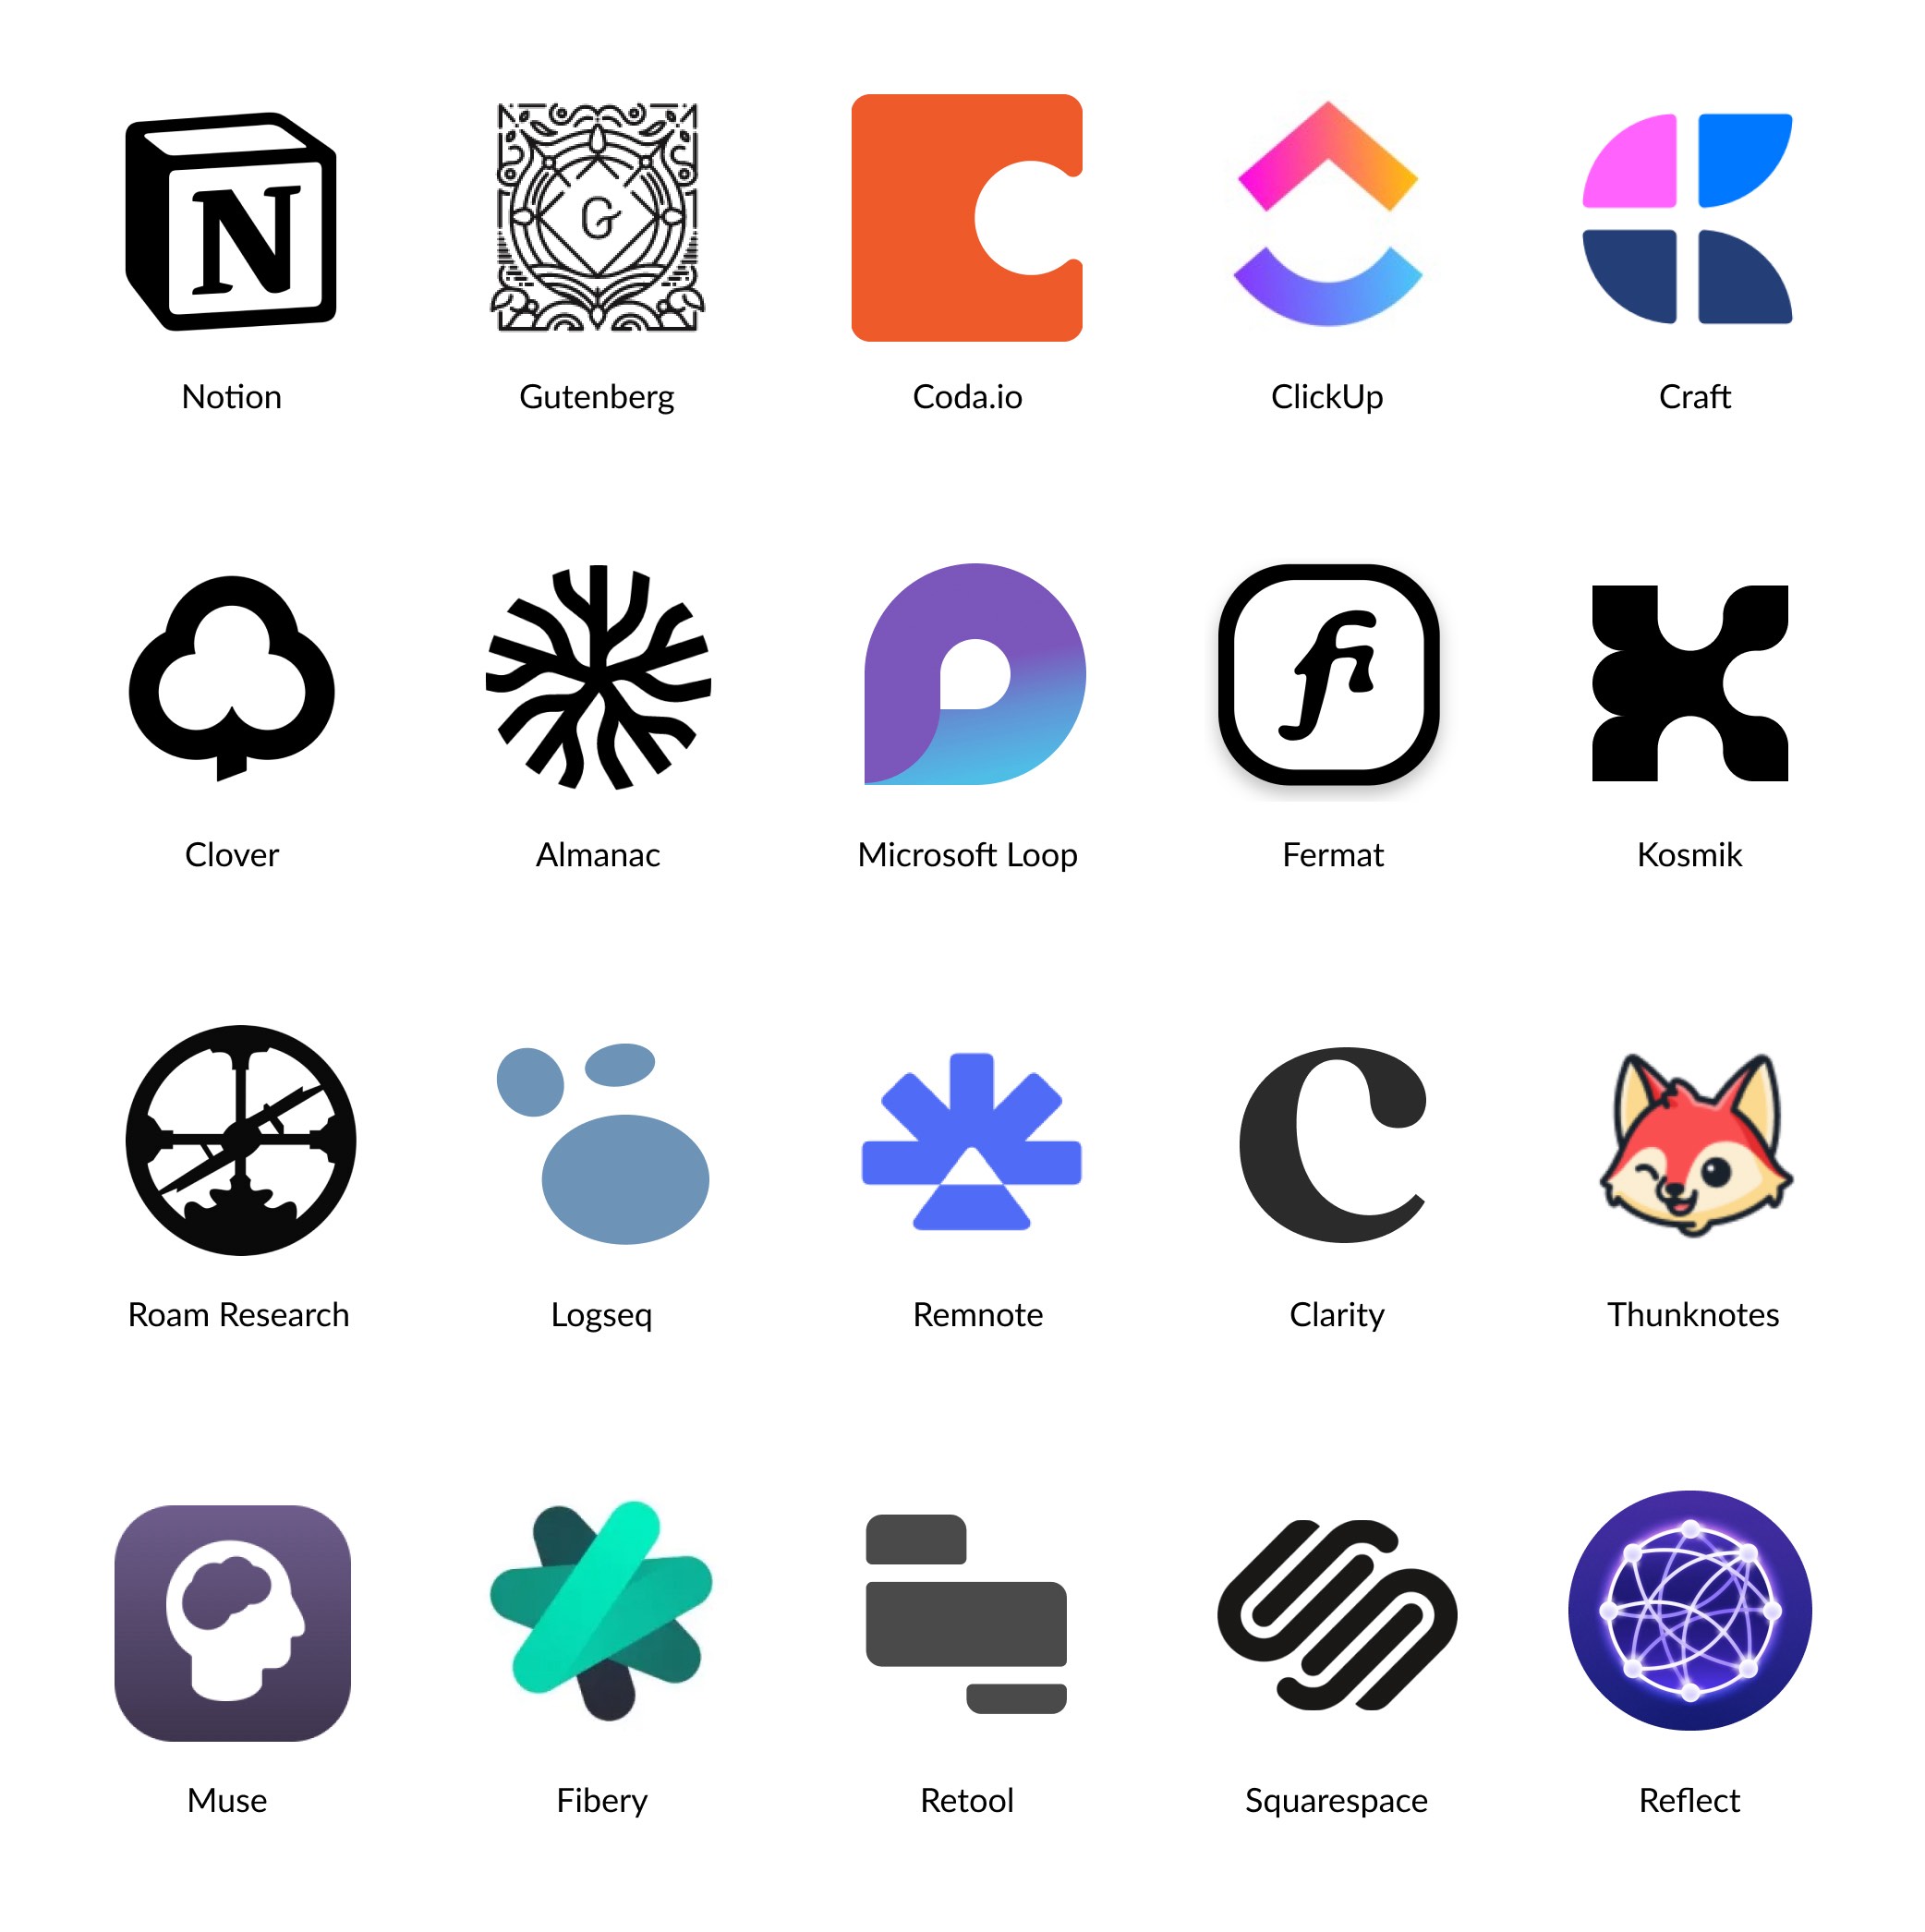 N
G
Notion
Gutenberg
Coda.io
ClickUp
Craft
Clover
Almanac
Microsoft Loop
Fermat
Kosmik
Roam Research
Logseq
Remnote
Clarity
Thunknotes
Muse
Fibery
Retool
Squarespace
Reflect